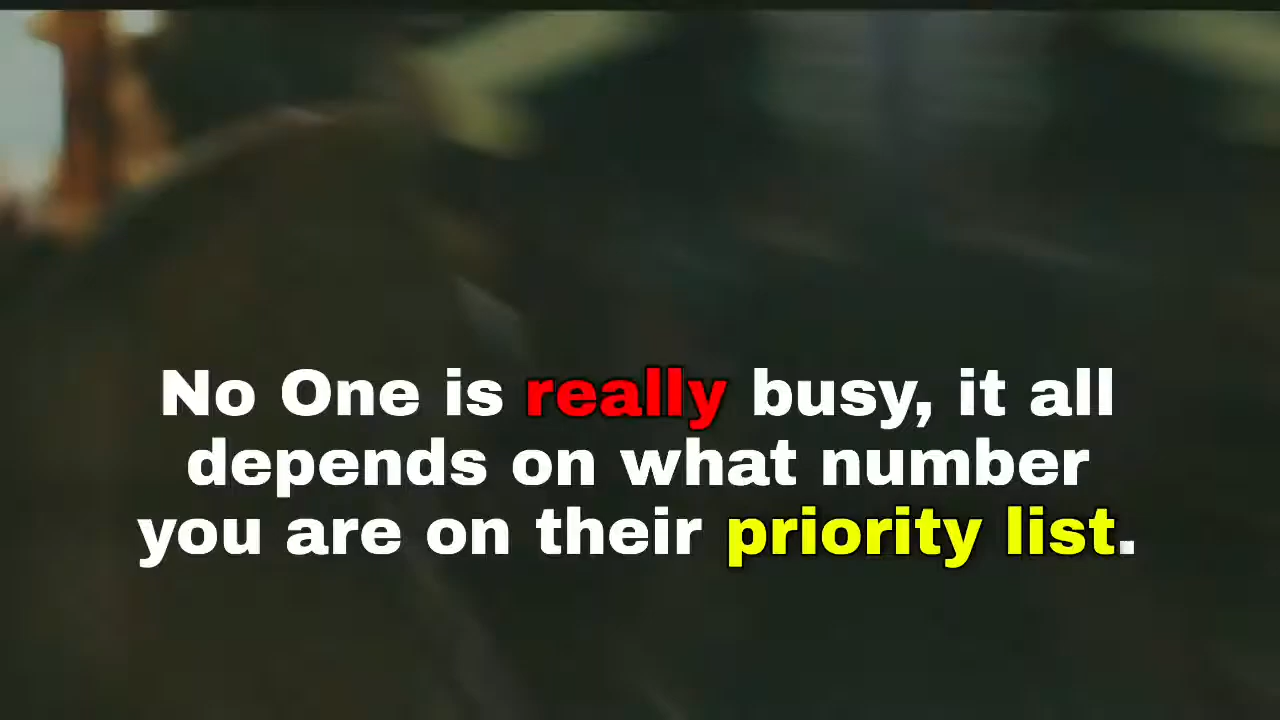 No One is really busy, it all
depends on what number
you are on their priority list.